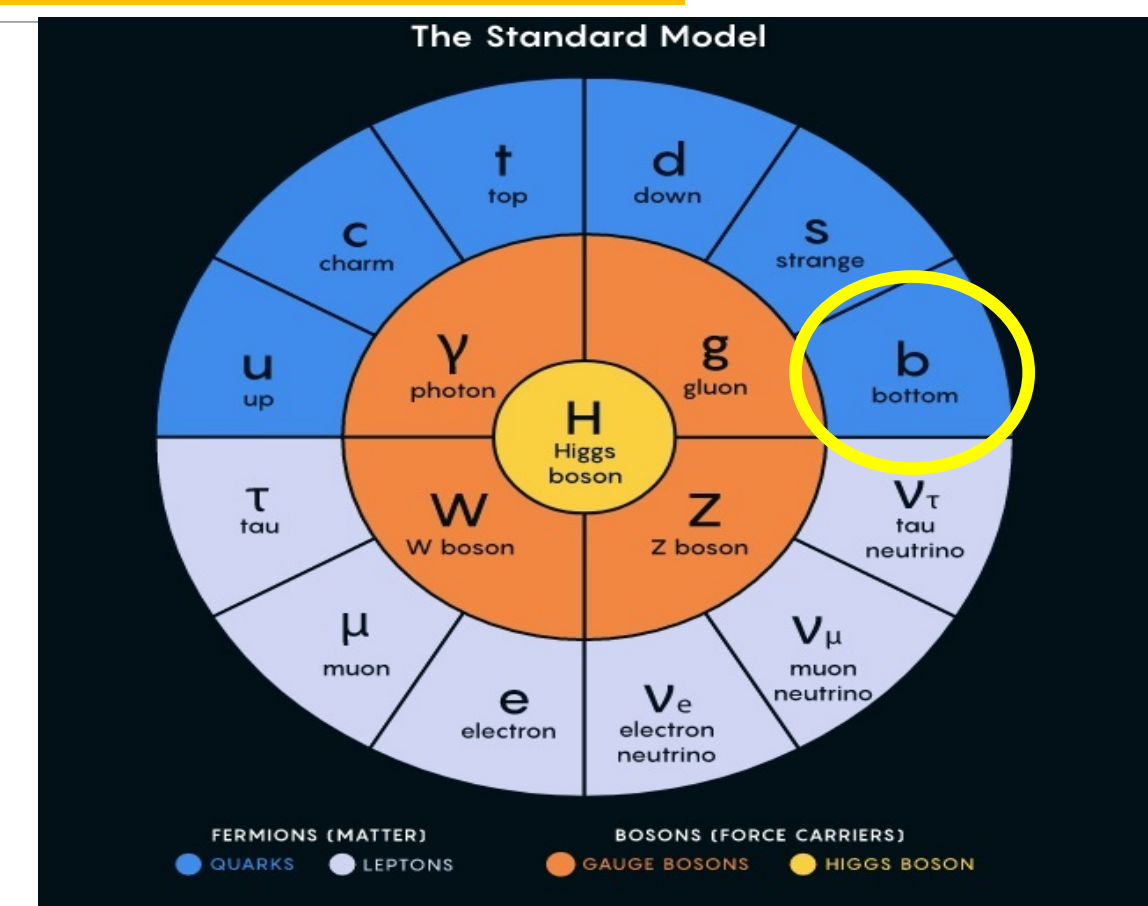 The Standard Model
t
top
d
down
c
charm
s
strange
u
up
γ
photon
g
gluon
b
bottom
H
Higgs
boson
τ
tau
W
W boson
Z
Z boson
ντ
tau
neutrino
μ
muon
νμ
muon
neutrino
e
electron
νe
electron
neutrino
FERMIONS (MATTER)
BOSONS (FORCE CARRIERS)
QUARKS
LEPTONS
GAUGE BOSONS
HIGGS BOSON